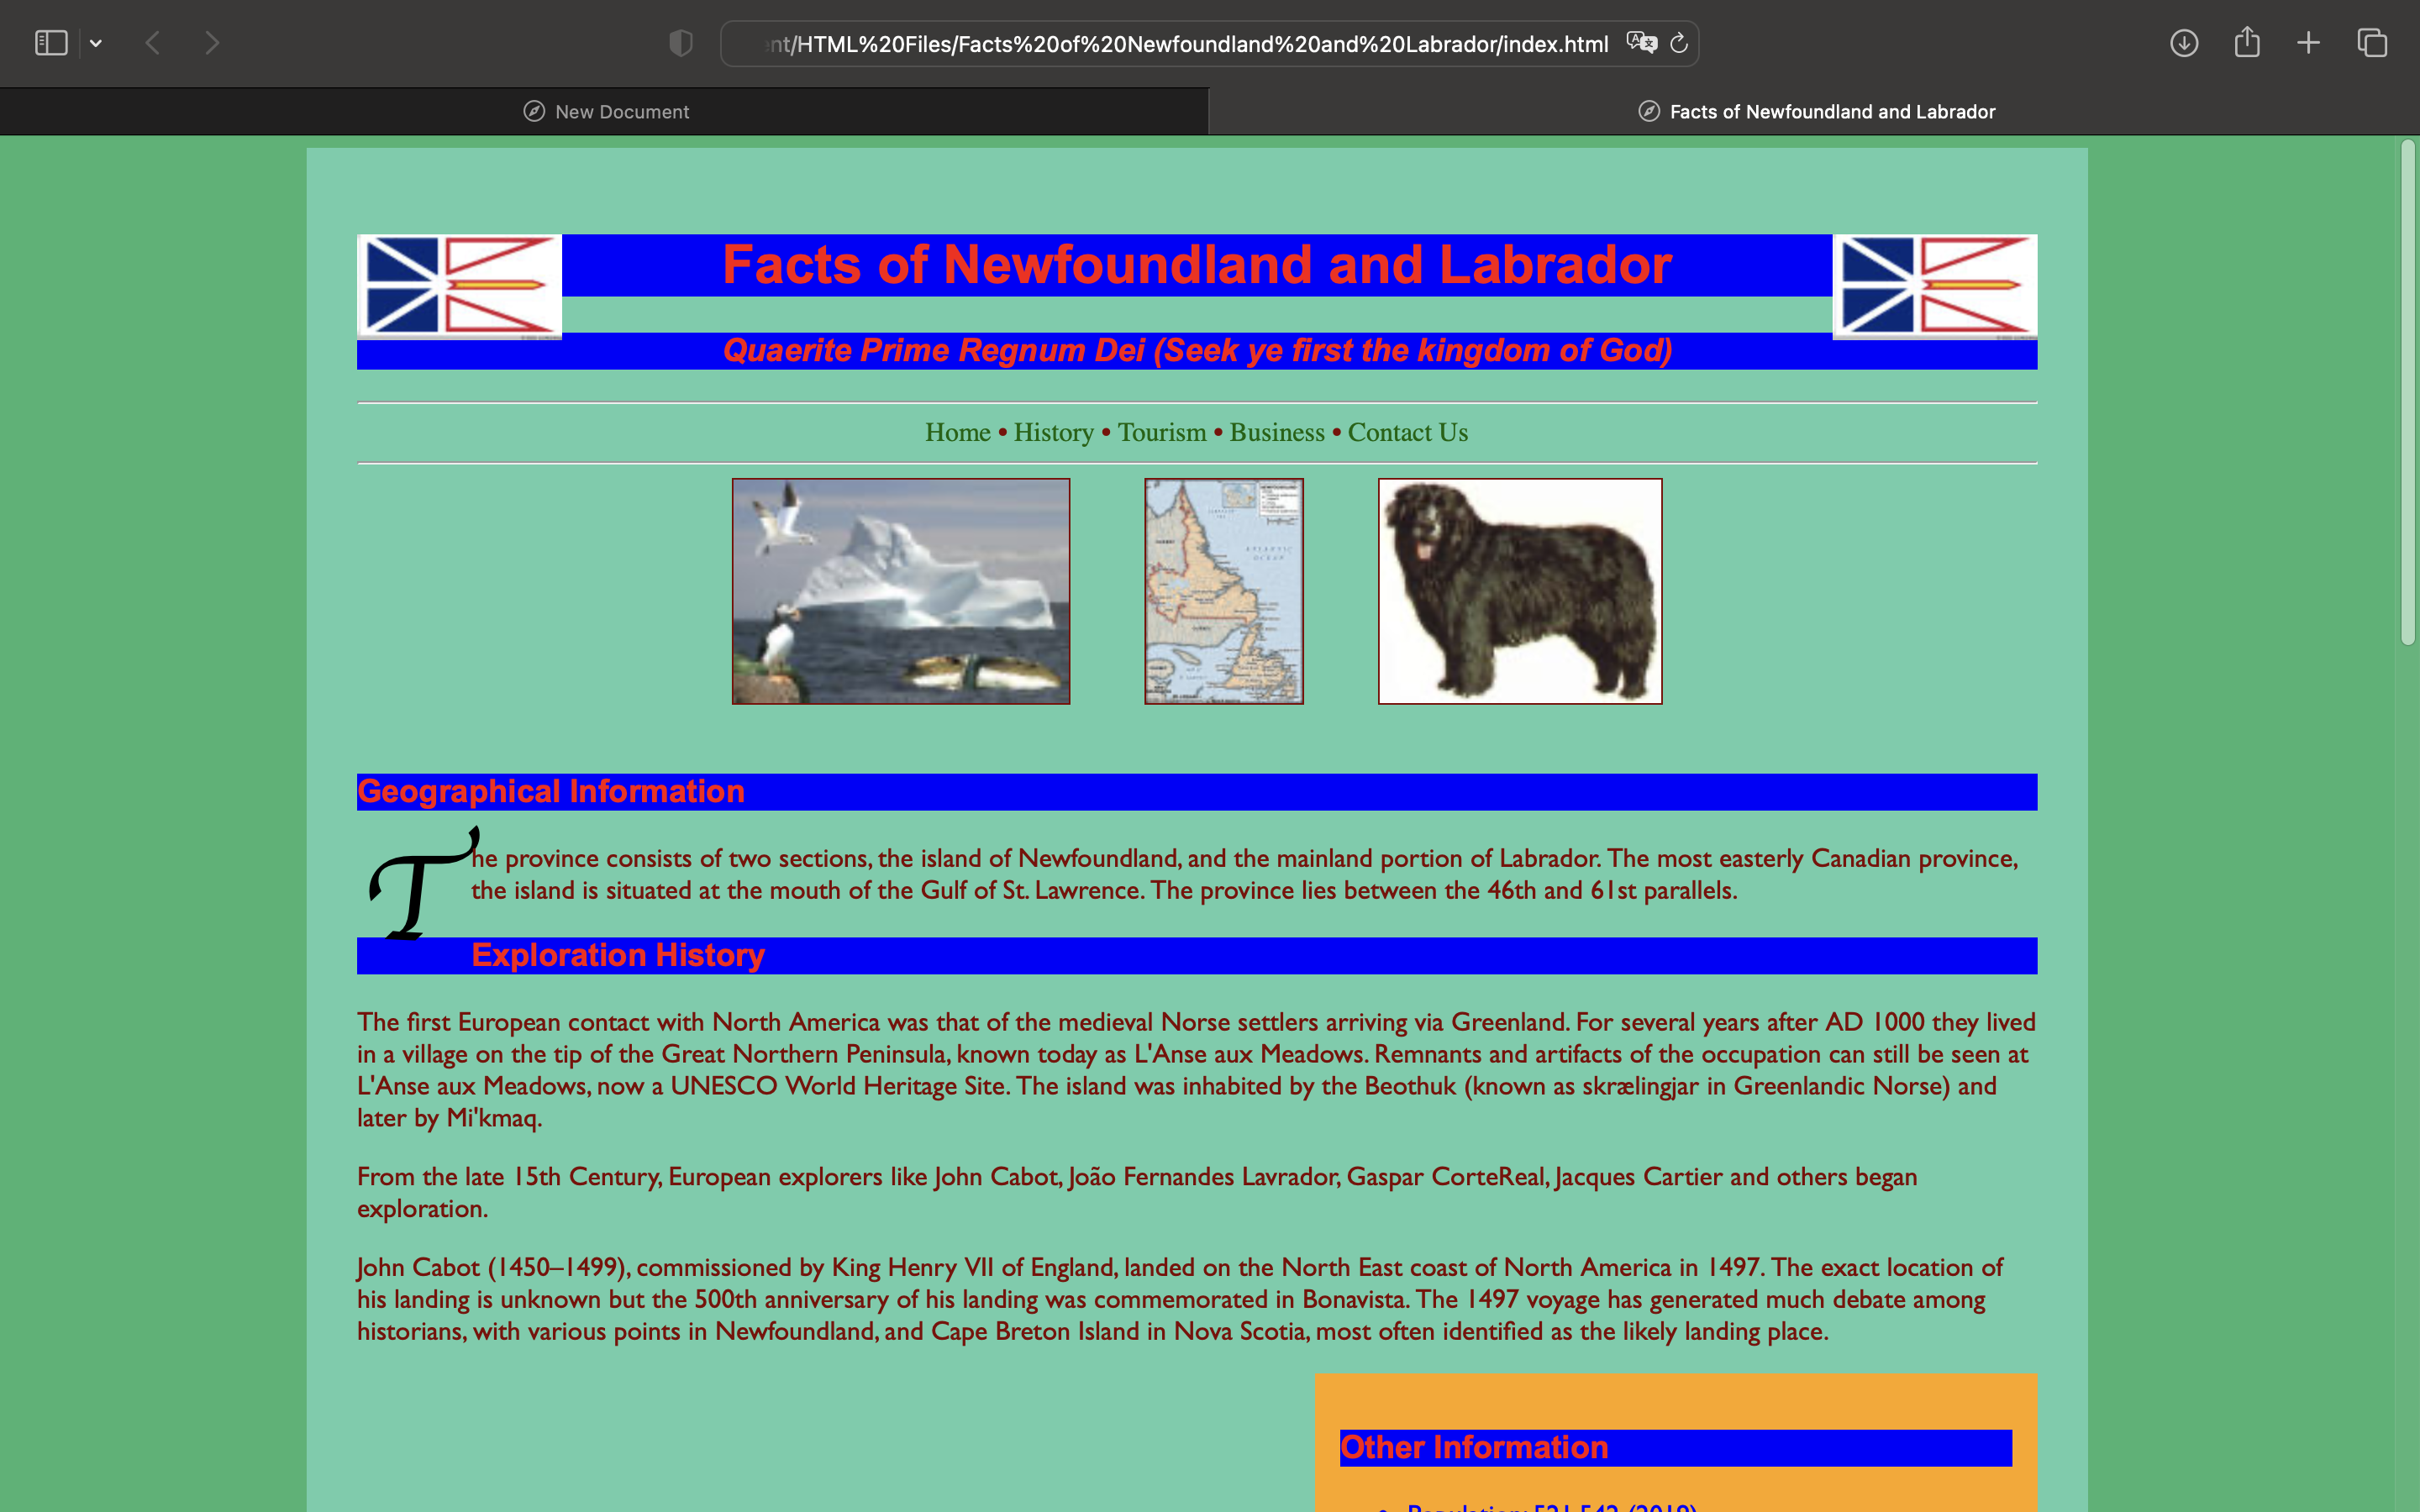 nt/HTML%20Files/Facts%20of%20Newfoundland%20and%20Labrador/index.html
New Document
Facts of Newfoundland and Labrador
Facts of Newfoundland and Labrador
Quaerite Prime Regnum Dei (Seek ye first the kingdom of God)
Home • History • Tourism • Business • Contact Us
Geographical Information
The province consists of two sections, the island of Newfoundland, and the mainland portion of Labrador. The most easterly Canadian province,
the island is situated at the mouth of the Gulf of St. Lawrence. The province lies between the 46th and 61st parallels.
Exploration History
The first European contact with North America was that of the medieval Norse settlers arriving via Greenland. For several years after AD 1000 they lived
in a village on the tip of the Great Northern Peninsula, known today as L'Anse aux Meadows. Remnants and artifacts of the occupation can still be seen at
L'Anse aux Meadows, now a UNESCO World Heritage Site. The island was inhabited by the Beothuk (known as skrælingjar in Greenlandic Norse) and
later by Mi'kmaq.
From the late 15th Century, European explorers like John Cabot, João Fernandes Lavrador, Gaspar CorteReal, Jacques Cartier and others began
exploration.
John Cabot (1450–1499), commissioned by King Henry VII of England, landed on the North East coast of North America in 1497. The exact location of
his landing is unknown but the 500th anniversary of his landing was commemorated in Bonavista. The 1497 voyage has generated much debate among
historians, with various points in Newfoundland, and Cape Breton Island in Nova Scotia, most often identified as the likely landing place.
Other Information
• Population: 521,542 (2019)